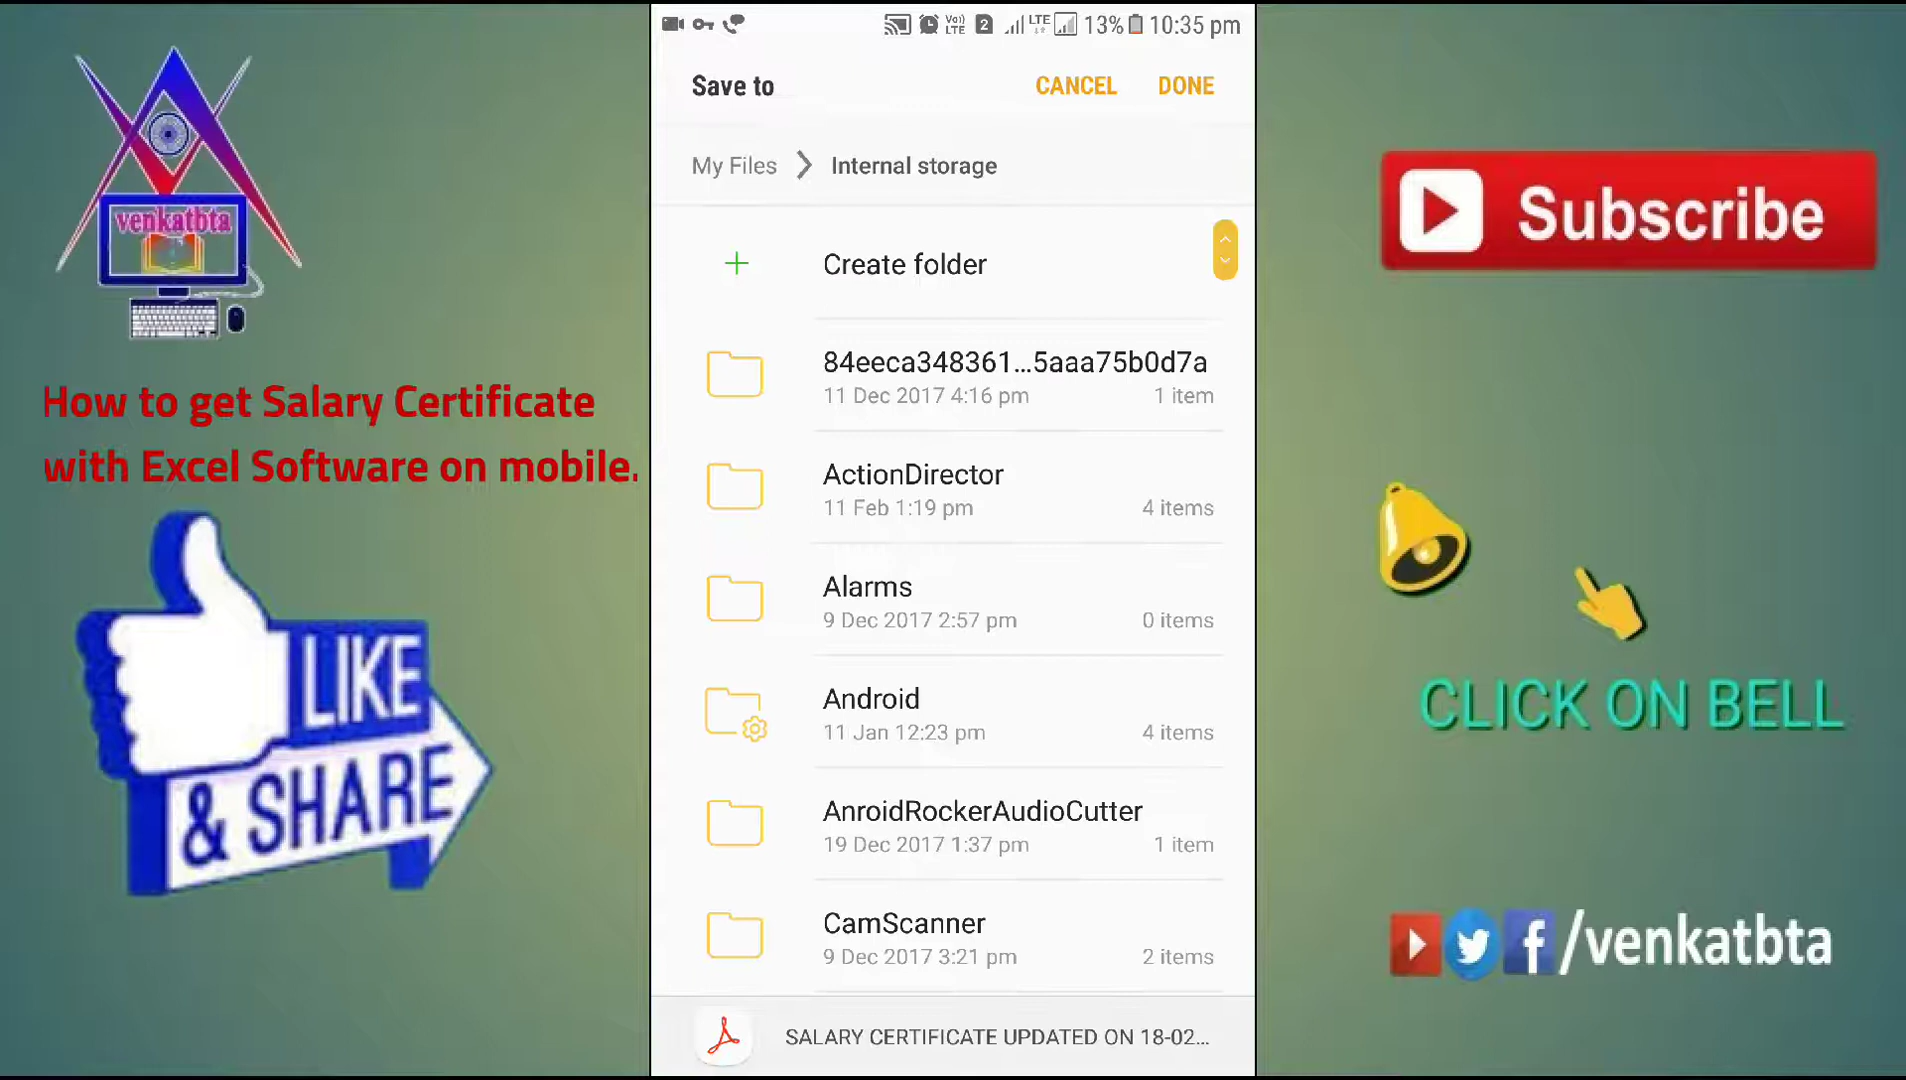 venkatbta
How to get Salary Certificate
with Excel Software on mobile.
LIKE
& SHARE
Vo))
LTE
2
LTE
13%
10:35 pm
Save to
CANCEL
DONE
My Files
Internal storage
Create folder
84eeca348361...5aaa75b0d7a
11 Dec 2017 4:16 pm
1 item
ActionDirector
11 Feb 1:19 pm
4 items
Alarms
9 Dec 2017 2:57 pm
0 items
Android
11 Jan 12:23 pm
4 items
AnroidRockerAudioCutter
19 Dec 2017 1:37 pm
1 item
CamScanner
9 Dec 2017 3:21 pm
2 items
SALARY CERTIFICATE UPDATED ON 18-02...
Subscribe
CLICK ON BELL
/venkatbta